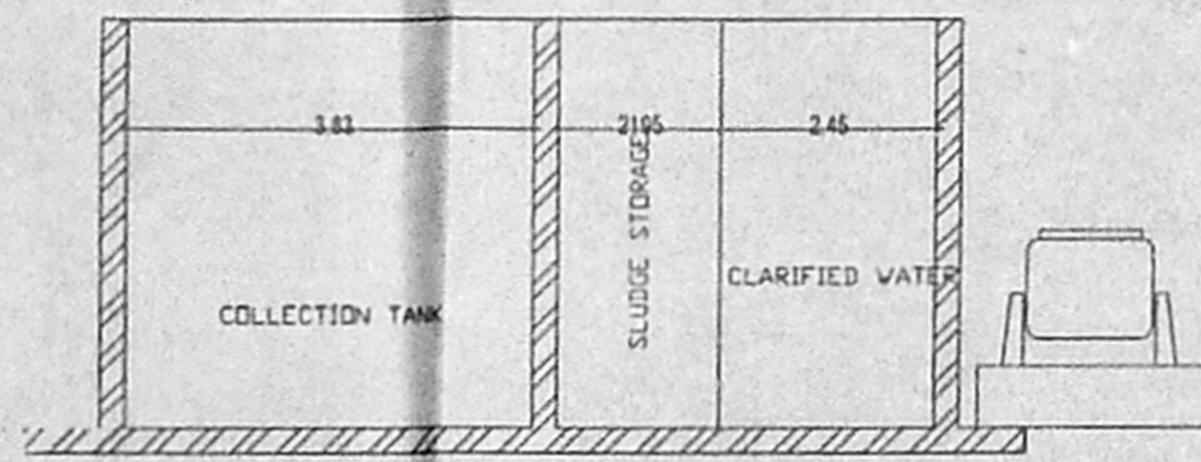 3.83
2195
2.45
SLUDGE STORAGE
CLARIFIED WATER
COLLECTION TANK